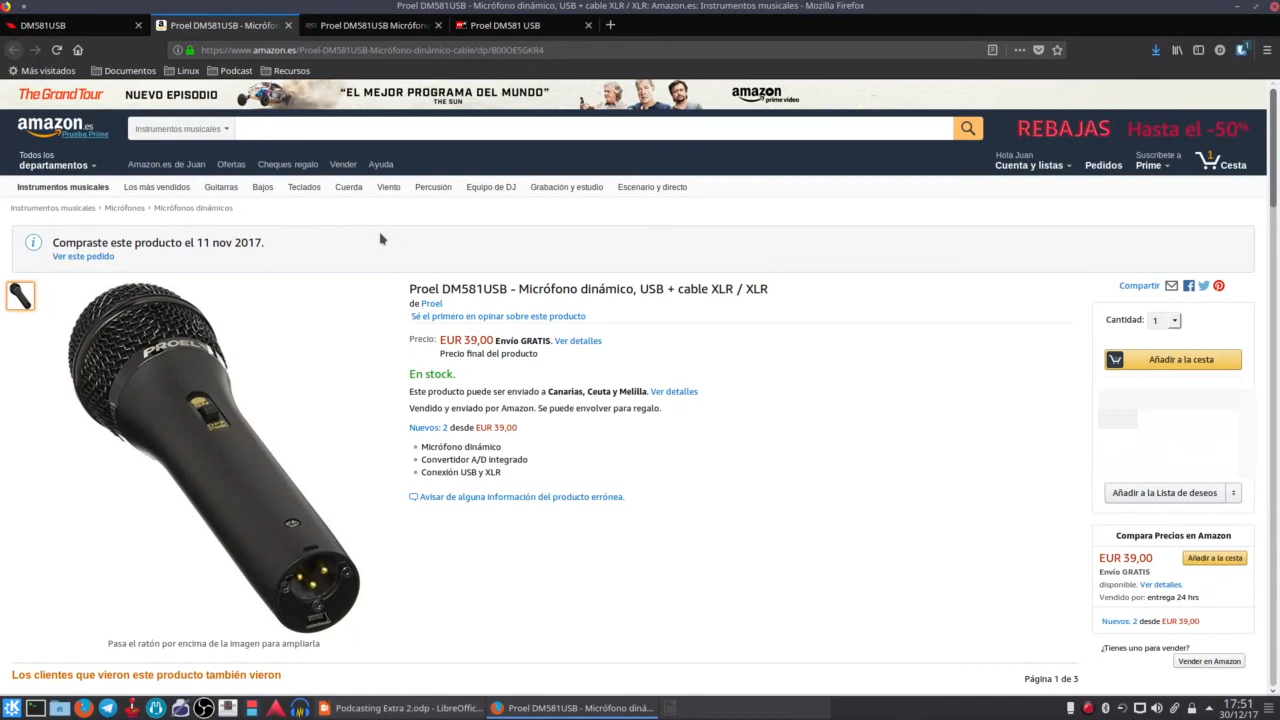 Proel DM581USB - Micrófono dinámico, USB + cable XLR / XLR: Amazon.es: Instrumentos musicales - Mozilla Firefox
DM581USB
Proel DM581USB - Micrófon
Proel DM581USB Micrófono
Proel DM581 USB
https://www.amazon.es/Proel-DM581USB-Micrófono-dinámico-cable/dp/B00OE5GKR4
Más visitados
Documentos
Linux
Podcast
Recursos
THE GRAND TOUR
NUEVO EPISODIO
"EL MEJOR PROGRAMA DEL MUNDO"
THE SUN
amazon
prime video
amazon.es
Prueba Prime
Instrumentos musicales
REBAJAS Hasta el -50%
Todos los
departamentos
Amazon.es de Juan
Ofertas
Cheques regalo
Vender
Ayuda
Hola Juan
Cuenta y listas
Pedidos
Suscríbete a
Prime
1
Cesta
Instrumentos musicales
Los más vendidos
Guitarras
Bajos
Teclados
Cuerda
Viento
Percusión
Equipo de DJ
Grabación y estudio
Escenario y directo
Instrumentos musicales › Micrófonos › Micrófonos dinámicos
Compraste este producto el 11 nov 2017.
Ver este pedido
PROEL
Proel DM581USB - Micrófono dinámico, USB + cable XLR / XLR
de Proel
Sé el primero en opinar sobre este producto
Precio: EUR 39,00 Envío GRATIS. Ver detalles
Precio final del producto
En stock.
Este producto puede ser enviado a Canarias, Ceuta y Melilla. Ver detalles
Vendido y enviado por Amazon. Se puede envolver para regalo.
Nuevos: 2 desde EUR 39,00
Micrófono dinámico
Convertidor A/D integrado
Conexión USB y XLR
Avisar de alguna información del producto errónea.
Pasa el ratón por encima de la imagen para ampliarla
Compartir
Cantidad: 1
Añadir a la cesta
Añadir a la Lista de deseos
Compara Precios en Amazon
EUR 39,00
Añadir a la cesta
Envío GRATIS
disponible. Ver detalles.
Vendido por: entrega 24 hrs
Nuevos: 2 desde EUR 39,00
¿Tienes uno para vender?
Vender en Amazon
Los clientes que vieron este producto también vieron
Página 1 de 3
Podcasting Extra 2.odp - LibreOffic...
Proel DM581USB - Micrófono diná...
17:51
30/12/17